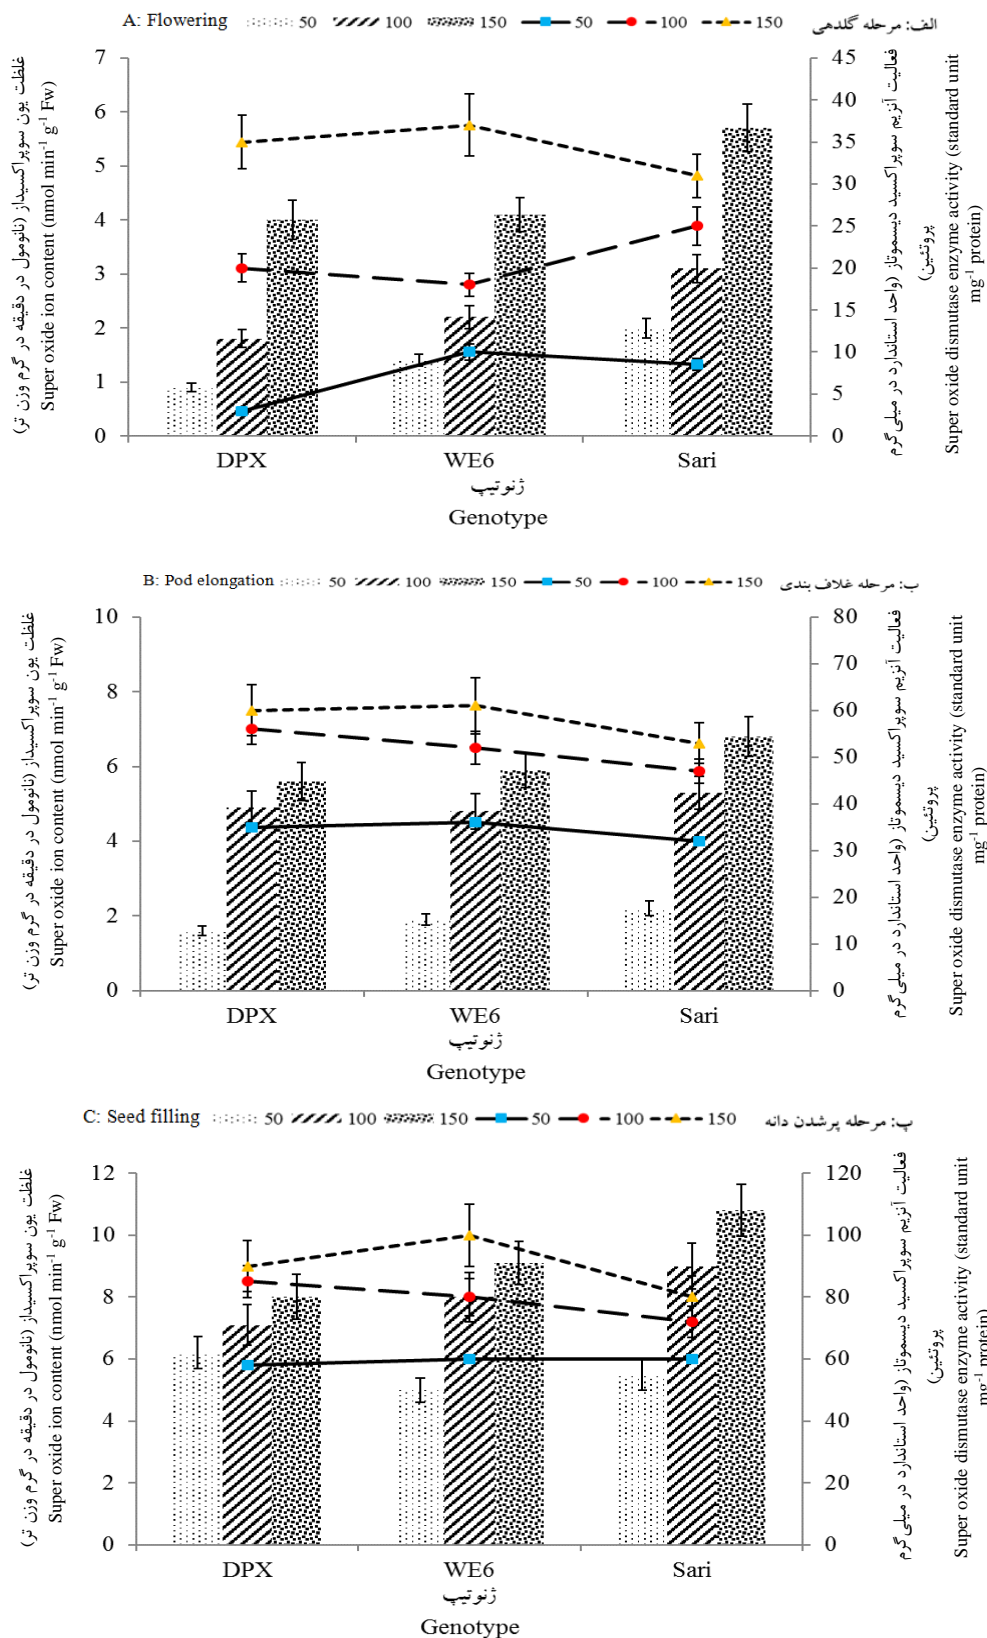 A: Flowering 50 100 150 50 100 150 الف: مرحله گلدهی
غلظت یون سوپراکسیداز (نانومول در دقیقه در گرم وزن تر)
Super oxide ion content (nmol min-1 g-1 Fw)
7
6
5
4
3
2
1
0
45
40
35
30
25
20
15
10
5
0
فعالیت آنزیم سوپراکسید دیسموتاز (واحد استاندارد در میلی‌گرم
پروتئین)
Super oxide dismutase enzyme activity (standard unit
mg-1 protein)
DPX WE6 Sari
ژنوتیپ
Genotype
B: Pod elongation 50 100 150 50 100 150 ب: مرحله غلاف بندی
غلظت یون سوپراکسیداز (نانومول در دقیقه در گرم وزن تر)
Super oxide ion content (nmol min-1 g-1 Fw)
10
8
6
4
2
0
80
70
60
50
40
30
20
10
0
فعالیت آنزیم سوپراکسید دیسموتاز (واحد استاندارد در میلی‌گرم
پروتئین)
Super oxide dismutase enzyme activity (standard unit
mg-1 protein)
DPX WE6 Sari
ژنوتیپ
Genotype
C: Seed filling 50 100 150 50 100 150 پ: مرحله پرشدن دانه
غلظت یون سوپراکسیداز (نانومول در دقیقه در گرم وزن تر)
Super oxide ion content (nmol min-1 g-1 Fw)
12
10
8
6
4
2
0
120
100
80
60
40
20
0
فعالیت آنزیم سوپراکسید دیسموتاز (واحد استاندارد در میلی‌گرم
پروتئین)
Super oxide dismutase enzyme activity (standard unit
mg-1 protein)
DPX WE6 Sari
ژنوتیپ
Genotype